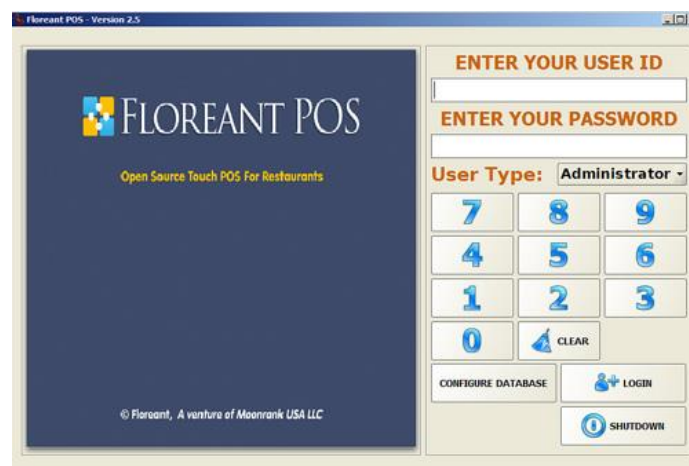 Floreant POS - Version 2.5
FLOREANT POS
Open Source Touch POS For Restaurants
© Floreant, A venture of Moonrank USA LLC
ENTER YOUR USER ID
ENTER YOUR PASSWORD
User Type: Administrator
7 8 9
4 5 6
1 2 3
0 CLEAR
CONFIGURE DATABASE LOGIN
SHUTDOWN